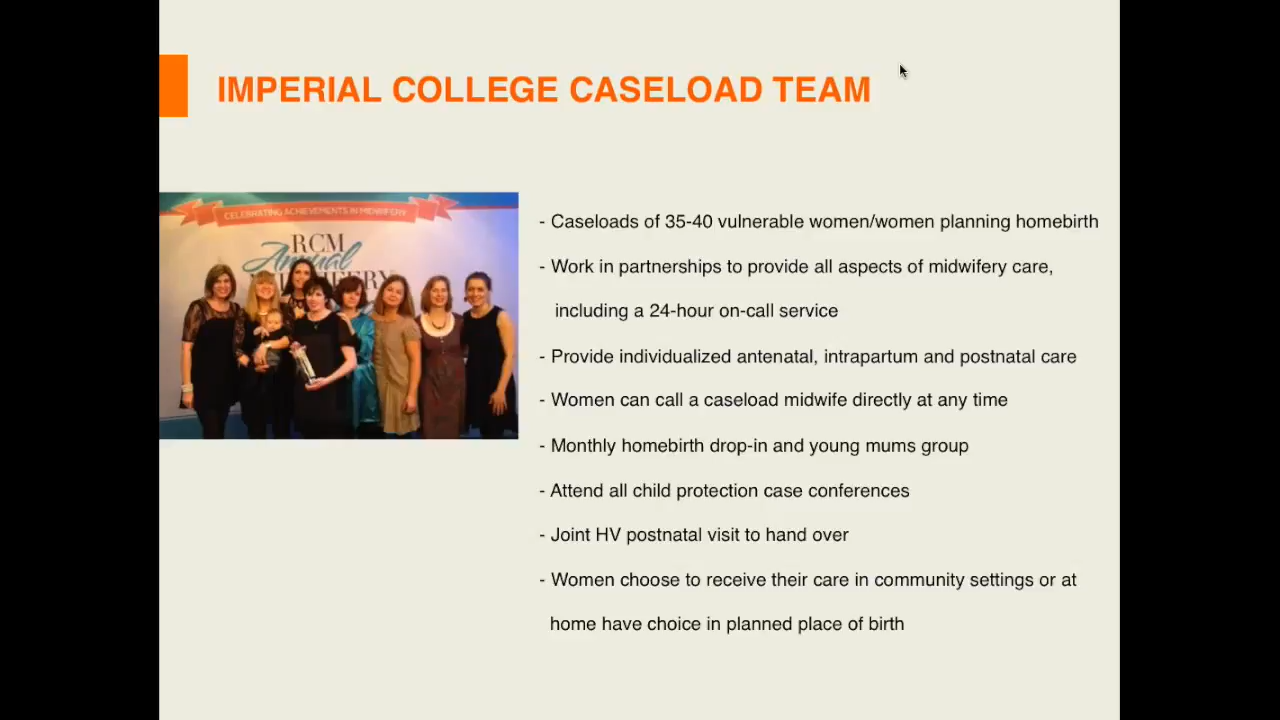 IMPERIAL COLLEGE CASELOAD TEAM
CELEBRATING ACHIEVEMENTS IN MIDWIFERY
RCM
Annual
- Caseloads of 35-40 vulnerable women/women planning homebirth
- Work in partnerships to provide all aspects of midwifery care,
including a 24-hour on-call service
- Provide individualized antenatal, intrapartum and postnatal care
- Women can call a caseload midwife directly at any time
- Monthly homebirth drop-in and young mums group
- Attend all child protection case conferences
- Joint HV postnatal visit to hand over
- Women choose to receive their care in community settings or at
home have choice in planned place of birth